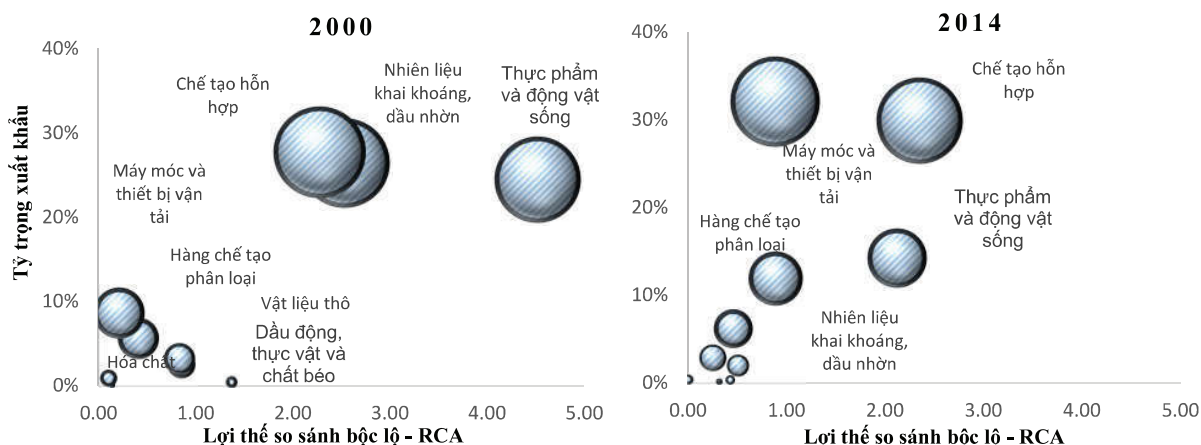 2000
40%
30%
20%
10%
0%
Tỷ trọng xuất khẩu
Chế tạo hỗn
hợp
Nhiên liệu
khai khoáng,
dầu nhờn
Thực phẩm
và động vật
sống
Máy móc và
thiết bị vận
tải
Hàng chế tạo
phân loại
Vật liệu thô
Dầu động,
thực vật và
chất béo
Hóa chất
0.00 1.00 2.00 3.00 4.00 5.00
Lợi thế so sánh bộc lộ - RCA
2014
40%
30%
20%
10%
0%
Chế tạo hỗn
hợp
Máy móc và
thiết bị vận
tải
Thực phẩm
và động vật
sống
Hàng chế tạo
phân loại
Nhiên liệu
khai khoáng,
dầu nhờn
0.00 1.00 2.00 3.00 4.00 5.00
Lợi thế so sánh bộc lộ - RCA